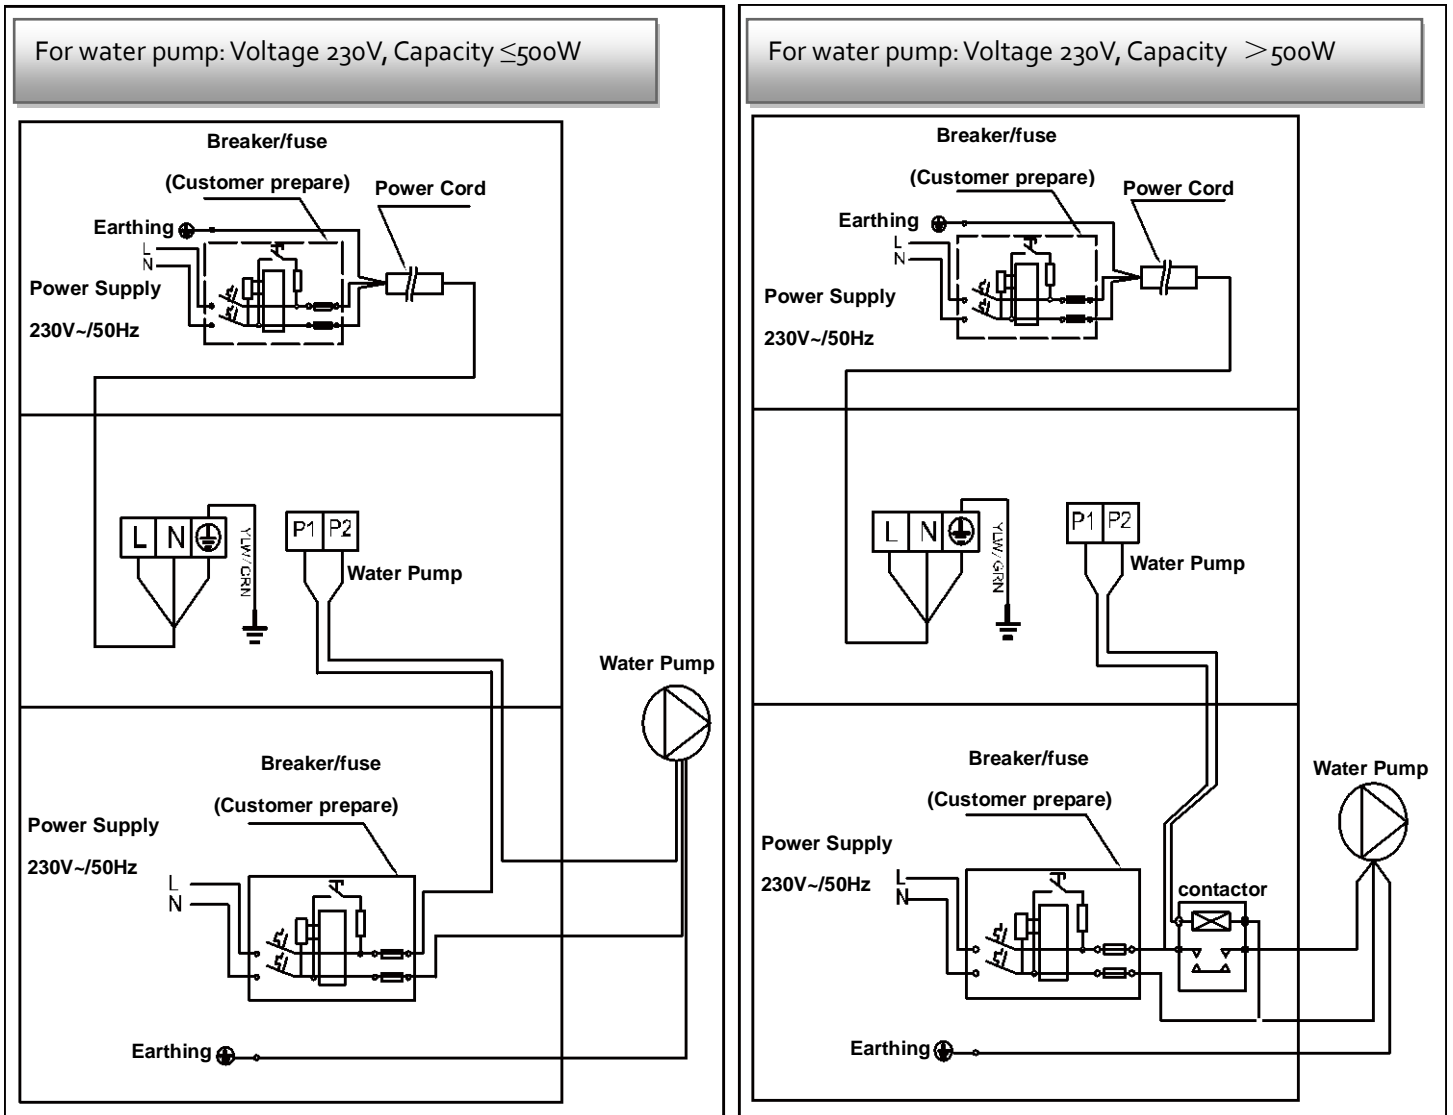 For water pump: Voltage 230V, Capacity ≤500W
Breaker/fuse
(Customer prepare)
Power Cord
Earthing
L
N
Power Supply
230V~/50Hz
L N
YLW/GRN
P1 P2
Water Pump
Water Pump
Breaker/fuse
(Customer prepare)
Power Supply
230V~/50Hz
L
N
Earthing
For water pump: Voltage 230V, Capacity >500W
Breaker/fuse
(Customer prepare)
Power Cord
Earthing
L
N
Power Supply
230V~/50Hz
L N
YLW/GRN
P1 P2
Water Pump
Breaker/fuse
(Customer prepare)
Water Pump
Power Supply
230V~/50Hz
L
N
contactor
Earthing